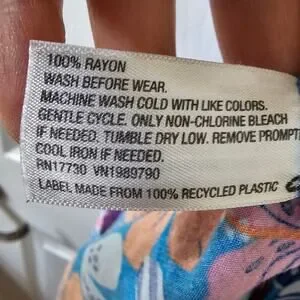 100% RAYON
WASH BEFORE WEAR.
MACHINE WASH COLD WITH LIKE COLORS.
GENTLE CYCLE. ONLY NON-CHLORINE BLEACH
IF NEEDED. TUMBLE DRY LOW. REMOVE PROMPT
COOL IRON IF NEEDED.
RN17730 VN1989790
LABEL MADE FROM 100% RECYCLED PLASTIC